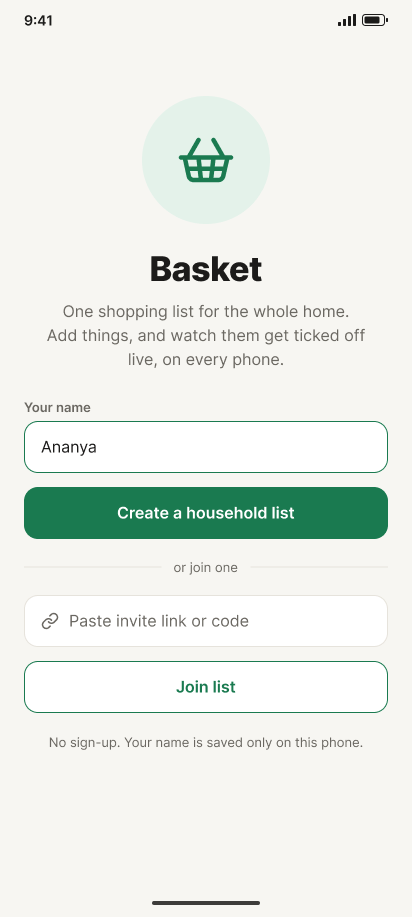 9:41
Basket
One shopping list for the whole home.
Add things, and watch them get ticked off
live, on every phone.
Your name
Ananya
Create a household list
or join one
Paste invite link or code
Join list
No sign-up. Your name is saved only on this phone.